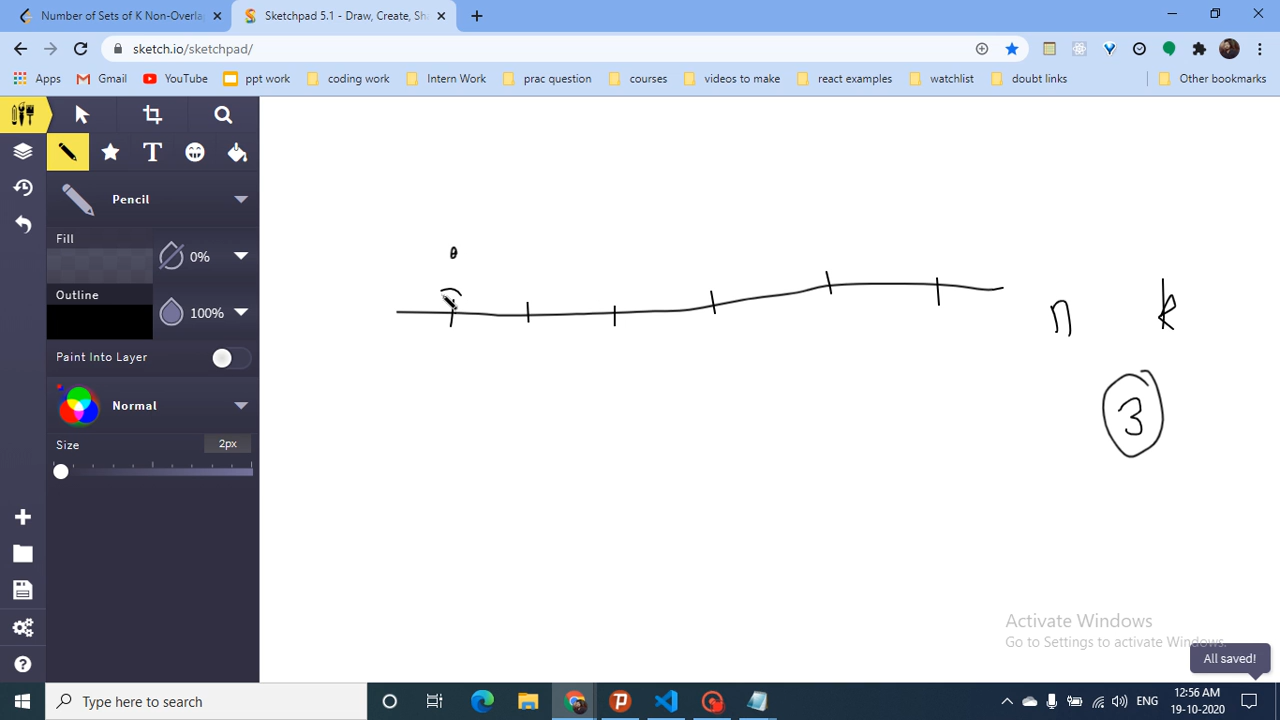 Number of Sets of K Non-Overla
Sketchpad 5.1 - Draw, Create, Sha
sketch.io/sketchpad/
Apps
Gmail
YouTube
ppt work
coding work
Intern Work
prac question
courses
videos to make
react examples
watchlist
doubt links
Other bookmarks
Pencil
Fill
0%
Outline
100%
Paint Into Layer
Normal
Size
2px
0
n
k
3
Activate Windows
Go to Settings to activate Windows.
All saved!
Type here to search
ENG
12:56 AM
19-10-2020